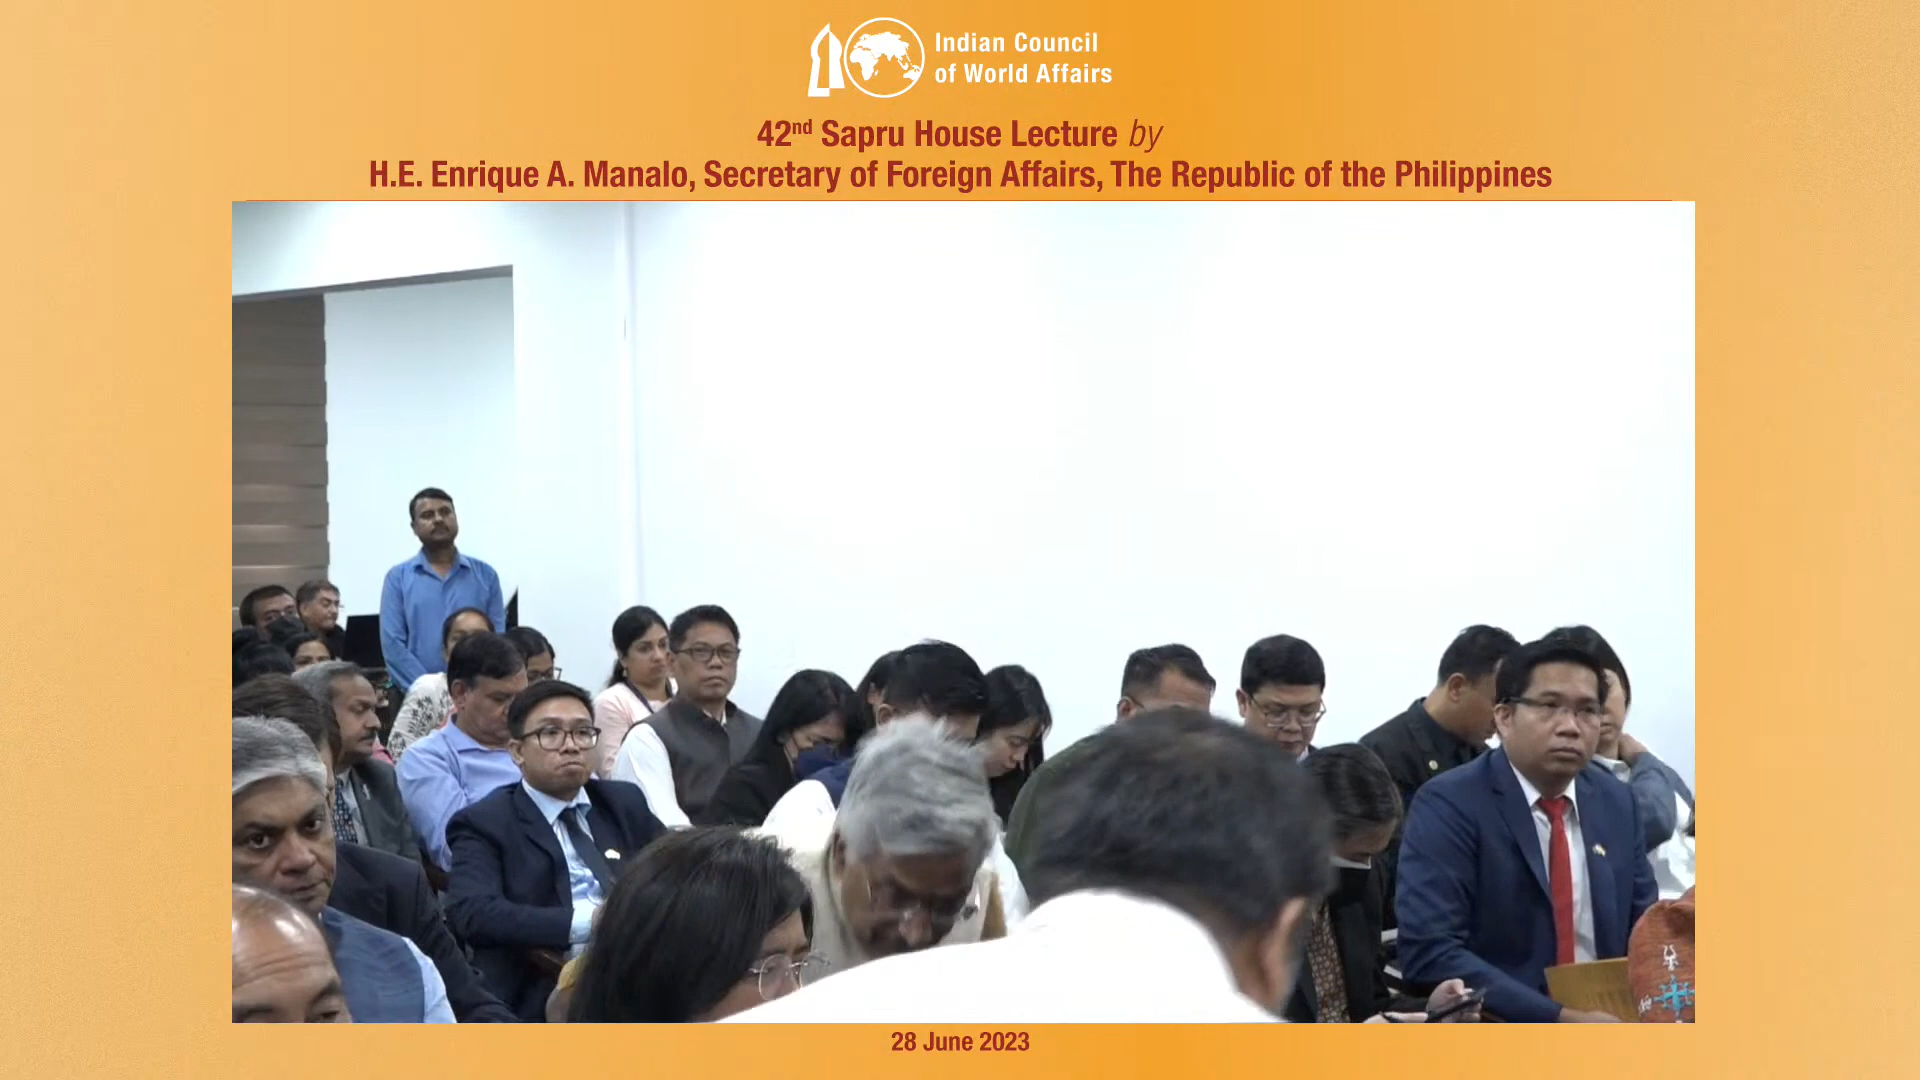 Indian Council
of World Affairs
42nd Sapru House Lecture by
H.E. Enrique A. Manalo, Secretary of Foreign Affairs, The Republic of the Philippines
28 June 2023